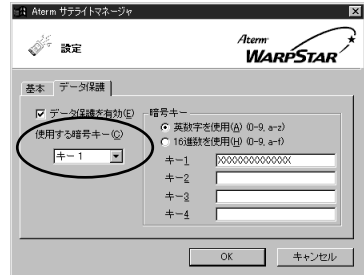 Aterm サテライトマネージャ
設定
Aterm
WARPSTAR
基本 データ保護
データ保護を有効(E)
使用する暗号キー(C)
キー 1
暗号キー
英数字を使用(A) (0-9, a-z)
16進数を使用(H) (0-9, a-f)
キー1 XXXXXXXXXXXXX
キー2
キー3
キー4
OK キャンセル